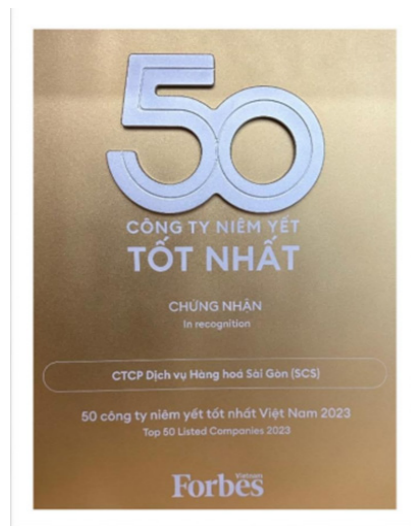 50
CÔNG TY NIÊM YẾT
TỐT NHẤT
CHỨNG NHẬN
In recognition
CTCP Dịch vụ Hàng hoá Sài Gòn (SCS)
50 công ty niêm yết tốt nhất Việt Nam 2023
Top 50 Listed Companies 2023
Vietnam
Forbes